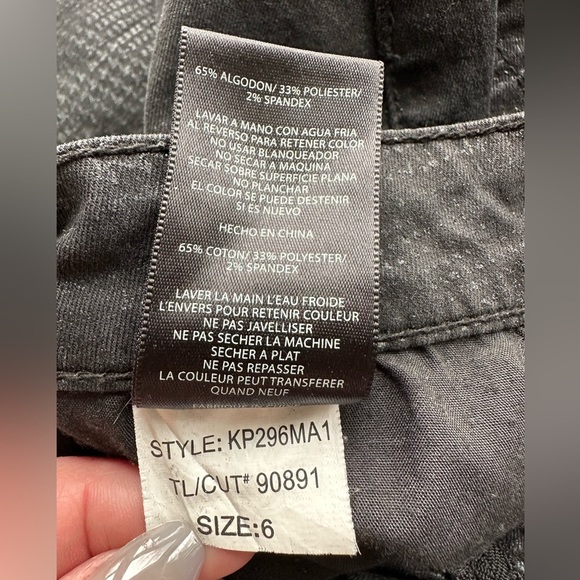 65% ALGODON/ 33% POLIESTER/
2% SPANDEX
LAVAR A MANO CON AGUA FRIA
AL REVERSO PARA RETENER COLOR
NO USAR BLANQUEADOR
NO SECAR A MAQUINA
SECAR SOBRE SUPERFICIE PLANA
NO PLANCHAR
EL COLOR SE PUEDE DESTENIR
SI ES NUEVO
HECHO EN CHINA
65% COTON/ 33% POLYESTER/
2% SPANDEX
LAVER LA MAIN L'EAU FROIDE
L'ENVERS POUR RETENIR COULEUR
NE PAS JAVELLISER
NE PAS SECHER LA MACHINE
SECHER A PLAT
NE PAS REPASSER
LA COULEUR PEUT TRANSFÉRER
QUAND NEUF
STYLE: KP296MA1
TL/CUT# 90891
SIZE:6